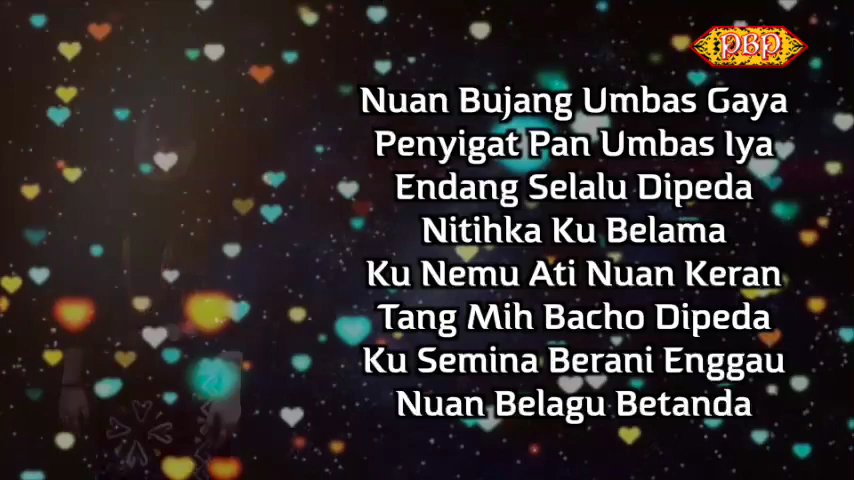 PBP
Nuan Bujang Umbas Gaya
Penyigat Pan Umbas Iya
Endang Selalu Dipeda
Nitihka Ku Belama
Ku Nemu Ati Nuan Keran
Tang Mih Bacho Dipeda
Ku Semina Berani Enggau
Nuan Belagu Betanda